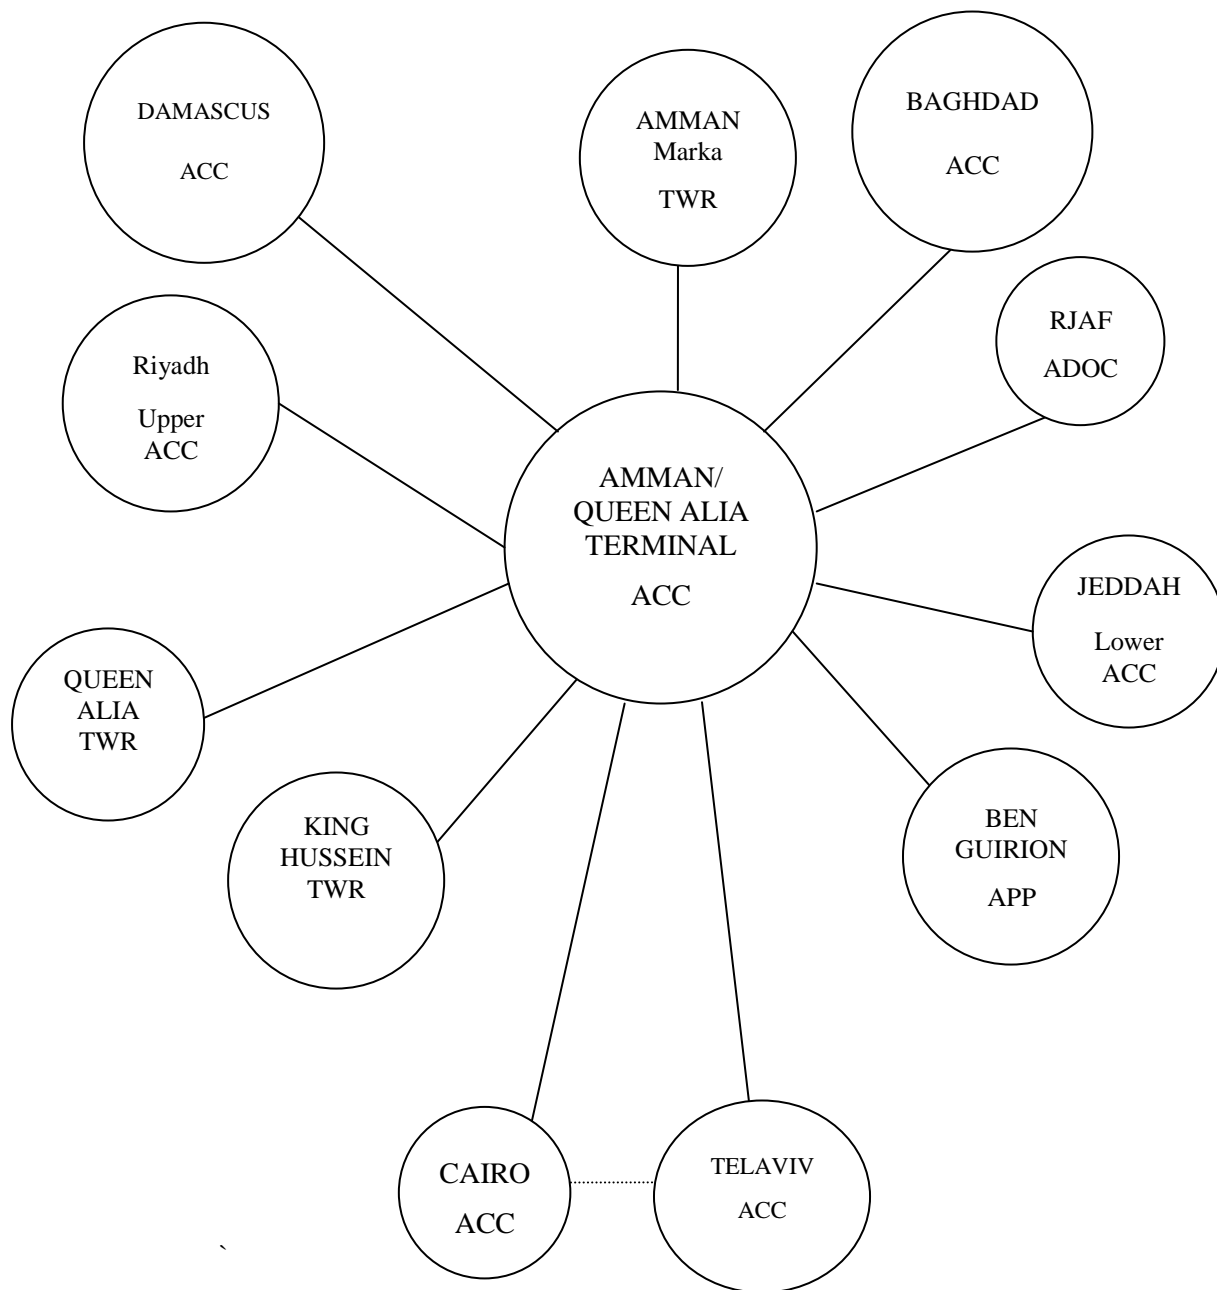 DAMASCUS
ACC
AMMAN
Marka
TWR
BAGHDAD
ACC
RJAF
ADOC
Riyadh
Upper
ACC
AMMAN/
QUEEN ALIA
TERMINAL
ACC
JEDDAH
Lower
ACC
QUEEN
ALIA
TWR
KING
HUSSEIN
TWR
BEN
GUIRION
APP
CAIRO
ACC
TELAVIV
ACC
`